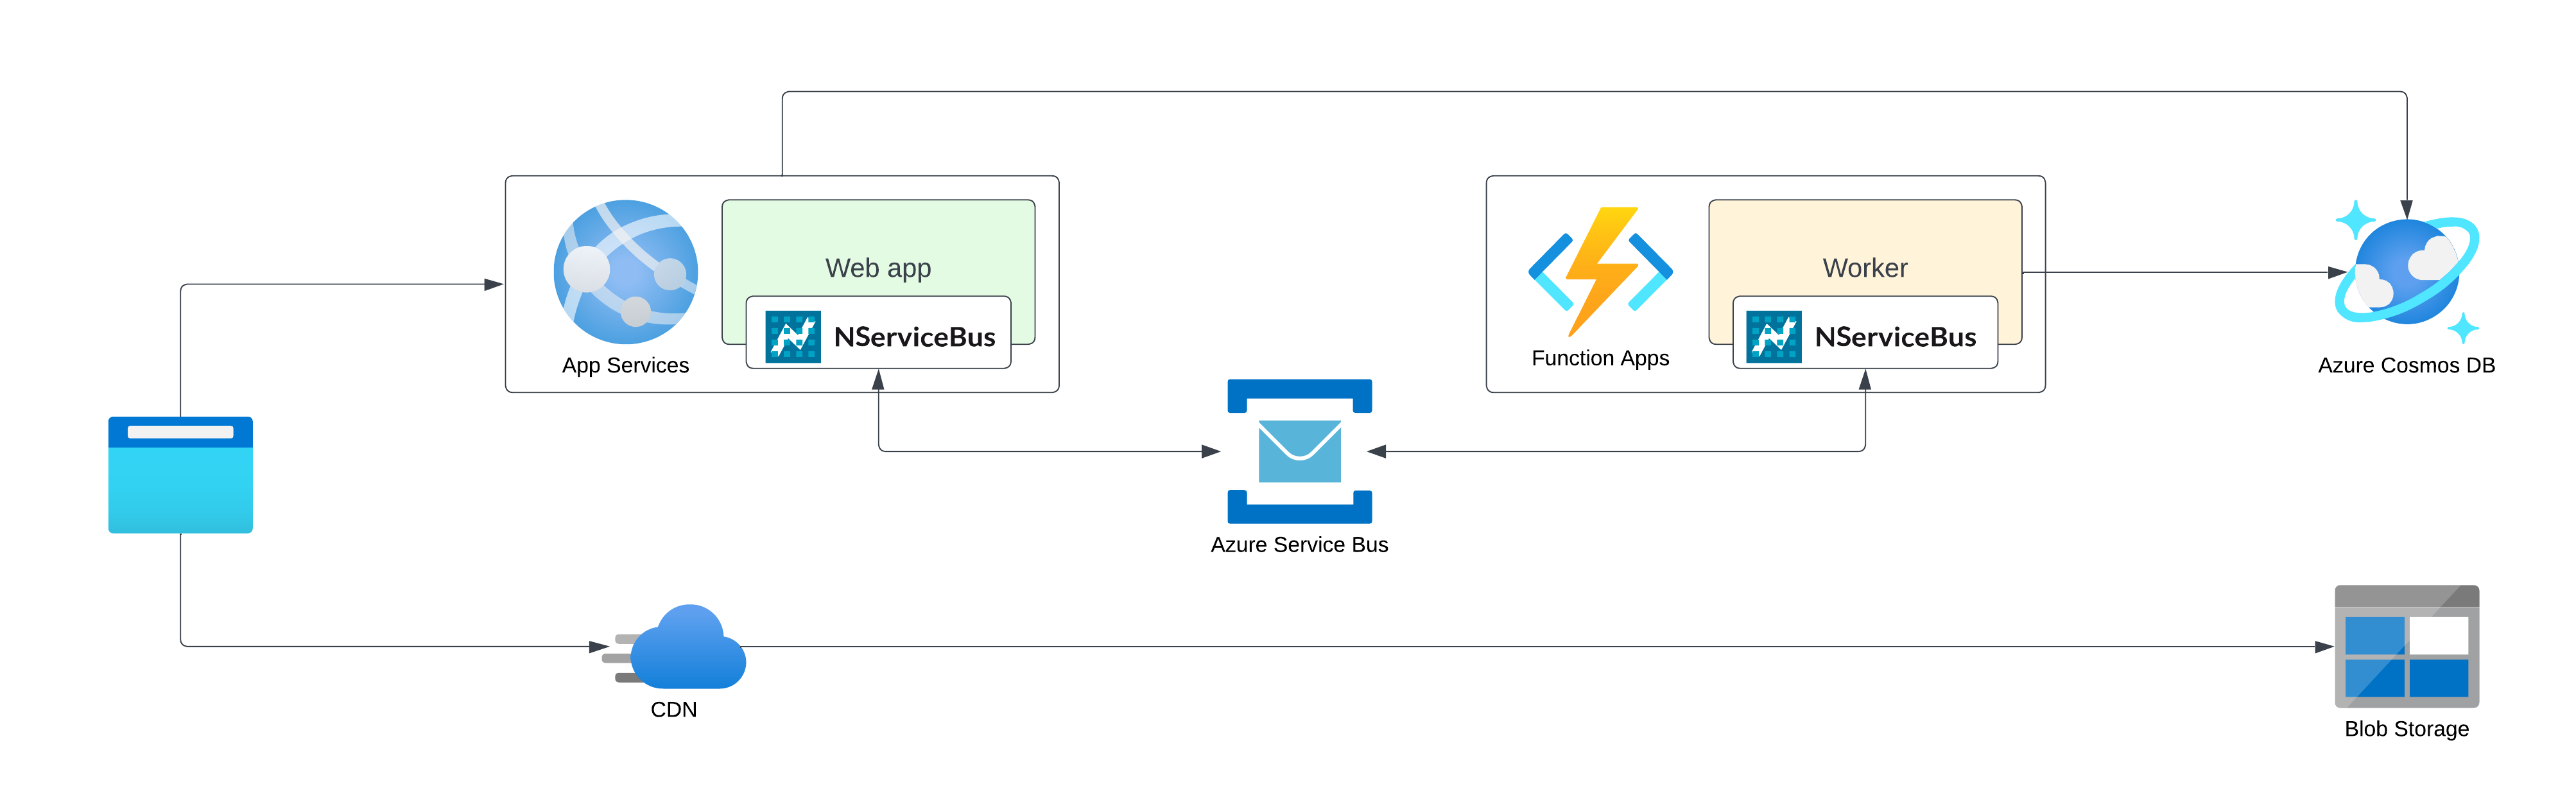 Web app
NServiceBus
App Services
Worker
NServiceBus
Function Apps
Azure Cosmos DB
Azure Service Bus
CDN
Blob Storage